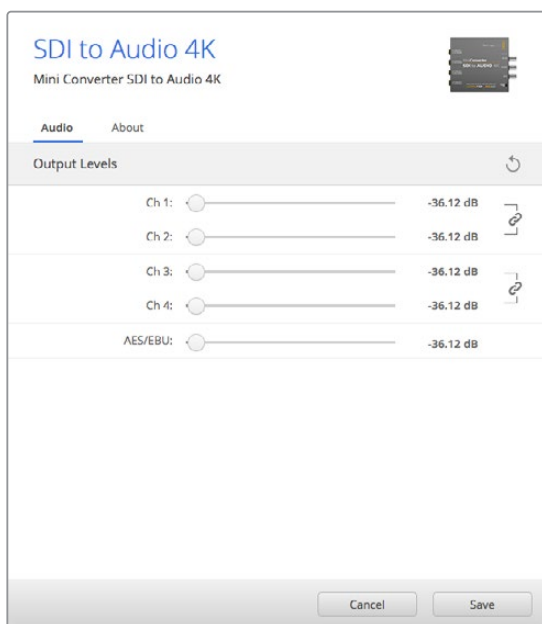 SDI to Audio 4K
Mini Converter SDI to Audio 4K
Audio About
Output Levels
Ch 1: -36.12 dB
Ch 2: -36.12 dB
Ch 3: -36.12 dB
Ch 4: -36.12 dB
AES/EBU: -36.12 dB
Cancel Save